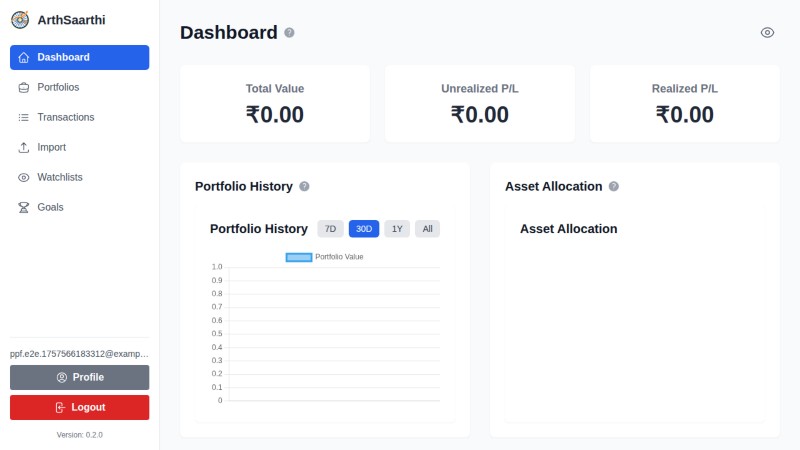 ArthSaarthi
Dashboard
Portfolios
Transactions
Import
Watchlists
Goals
ppf.e2e.1757566183312@examp...
Profile
Logout
Version: 0.2.0
Dashboard ?
Total Value
₹0.00
Unrealized P/L
₹0.00
Realized P/L
₹0.00
Portfolio History ?
Portfolio History 7D 30D 1Y All
Portfolio Value
1.0
0.9
0.8
0.7
0.6
0.5
0.4
0.3
0.2
0.1
0
Asset Allocation ?
Asset Allocation